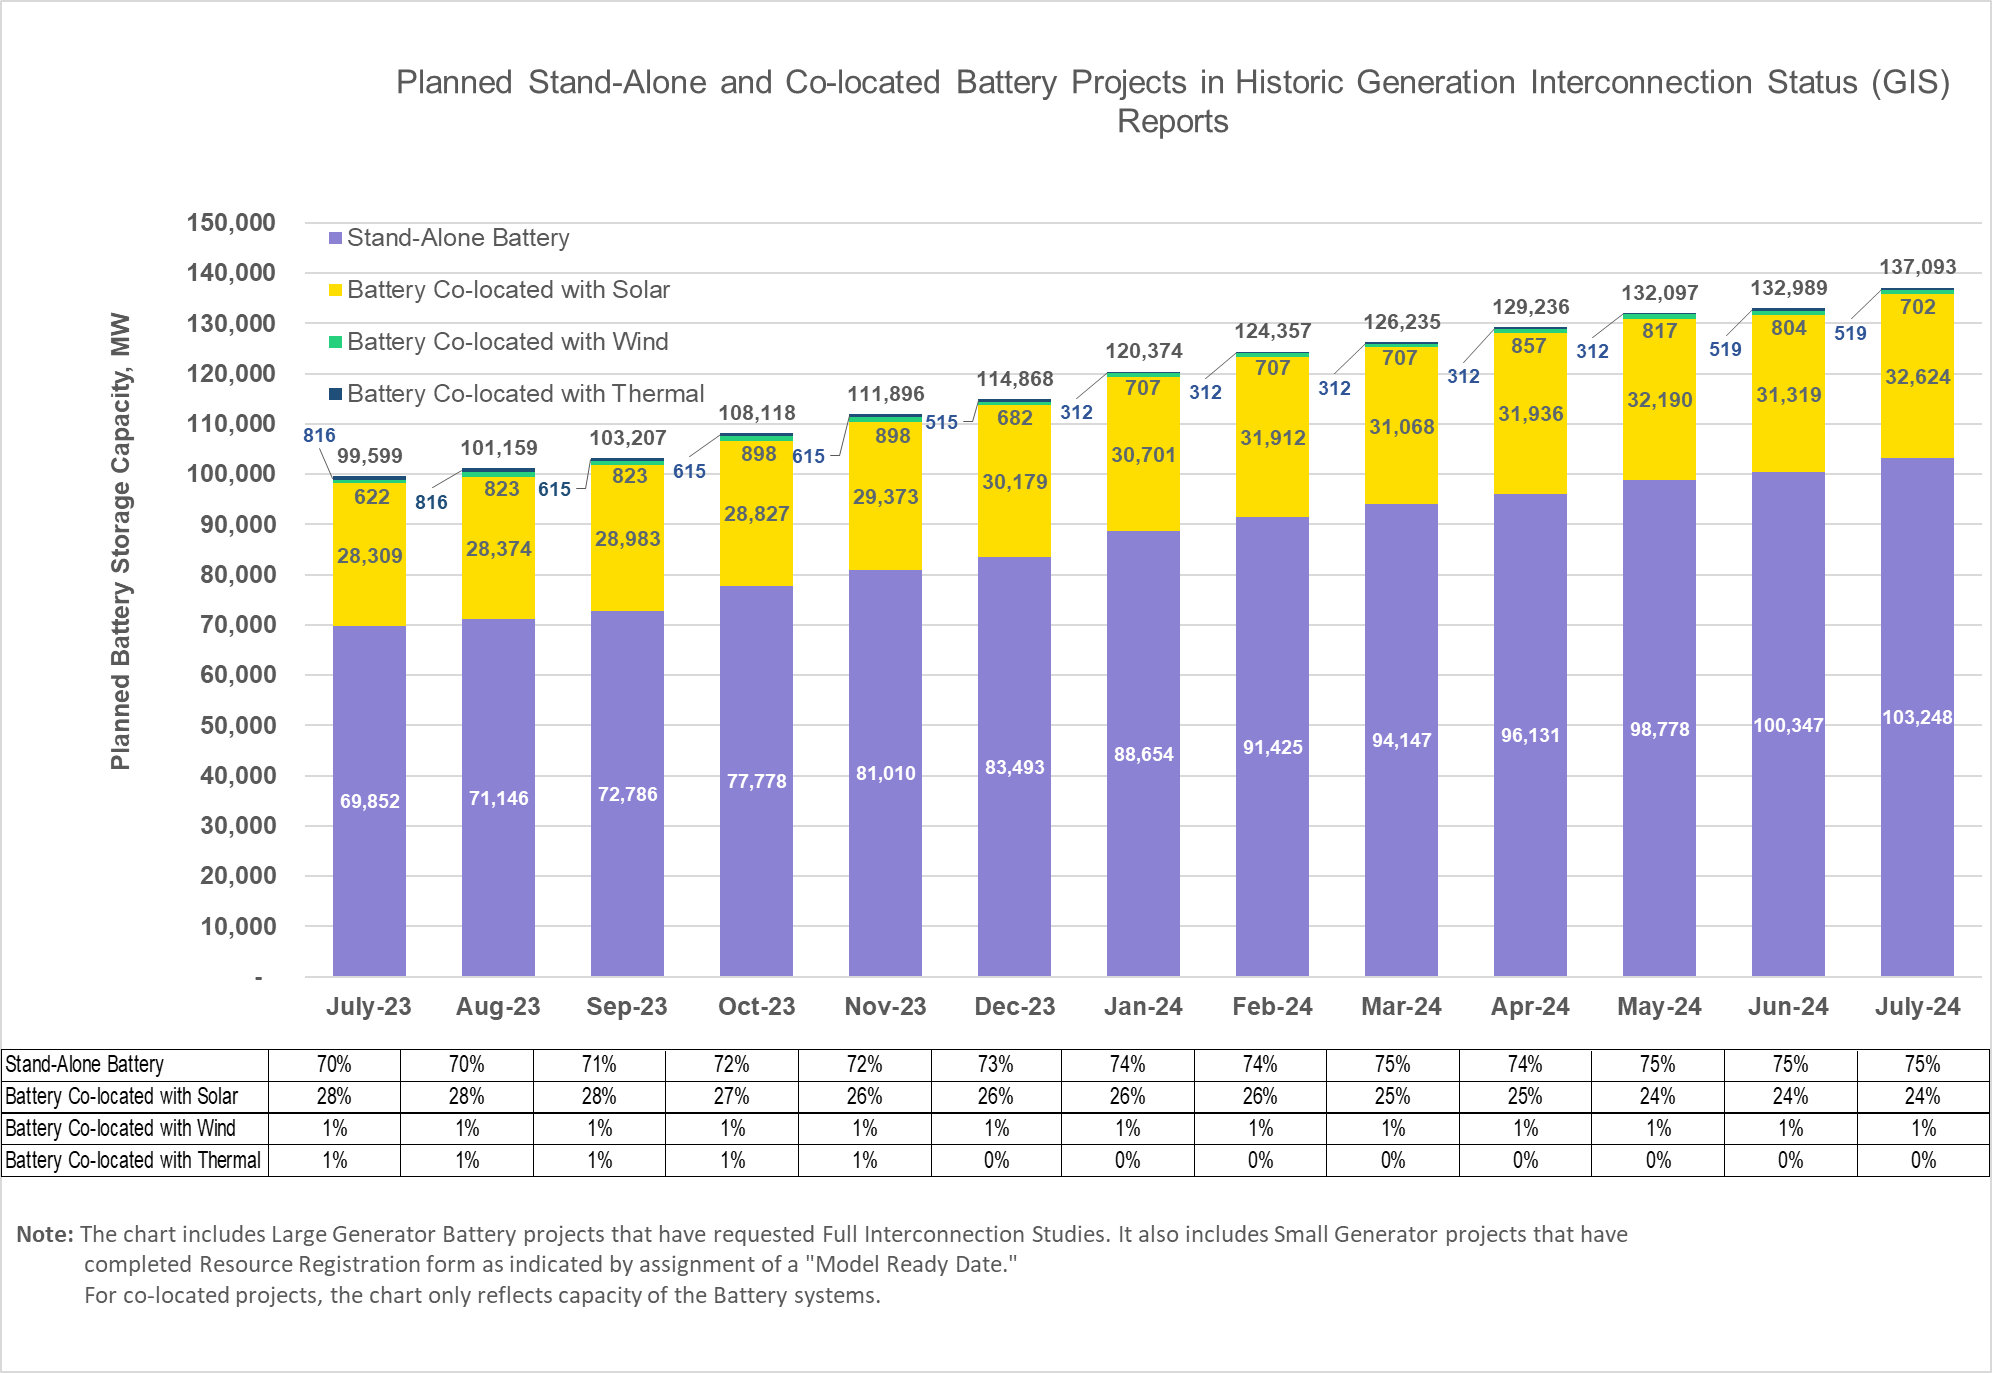 Planned Stand-Alone and Co-located Battery Projects in Historic Generation Interconnection Status (GIS)
Reports
Planned Battery Storage Capacity, MW
150,000
140,000
130,000
120,000
110,000
100,000
90,000
80,000
70,000
60,000
50,000
40,000
30,000
20,000
10,000
-
Stand-Alone Battery
Battery Co-located with Solar
Battery Co-located with Wind
Battery Co-located with Thermal
99,599 101,159 103,207 108,118 111,896 114,868 120,374 124,357 126,235 129,236 132,097 132,989 137,093
816 816 615 615 615 515 312 312 312 312 312 519 519
622 823 823 898 898 682 707 707 707 857 817 804 702
28,309 28,374 28,983 28,827 29,373 30,179 30,701 31,912 31,068 31,936 32,190 31,319 32,624
69,852 71,146 72,786 77,778 81,010 83,493 88,654 91,425 94,147 96,131 98,778 100,347 103,248
July-23 Aug-23 Sep-23 Oct-23 Nov-23 Dec-23 Jan-24 Feb-24 Mar-24 Apr-24 May-24 Jun-24 July-24
Stand-Alone Battery 70% 70% 71% 72% 72% 73% 74% 74% 75% 74% 75% 75% 75%
Battery Co-located with Solar 28% 28% 28% 27% 26% 26% 26% 26% 25% 25% 24% 24% 24%
Battery Co-located with Wind 1% 1% 1% 1% 1% 1% 1% 1% 1% 1% 1% 1% 1%
Battery Co-located with Thermal 1% 1% 1% 1% 1% 0% 0% 0% 0% 0% 0% 0% 0%
Note: The chart includes Large Generator Battery projects that have requested Full Interconnection Studies. It also includes Small Generator projects that have
completed Resource Registration form as indicated by assignment of a "Model Ready Date."
For co-located projects, the chart only reflects capacity of the Battery systems.